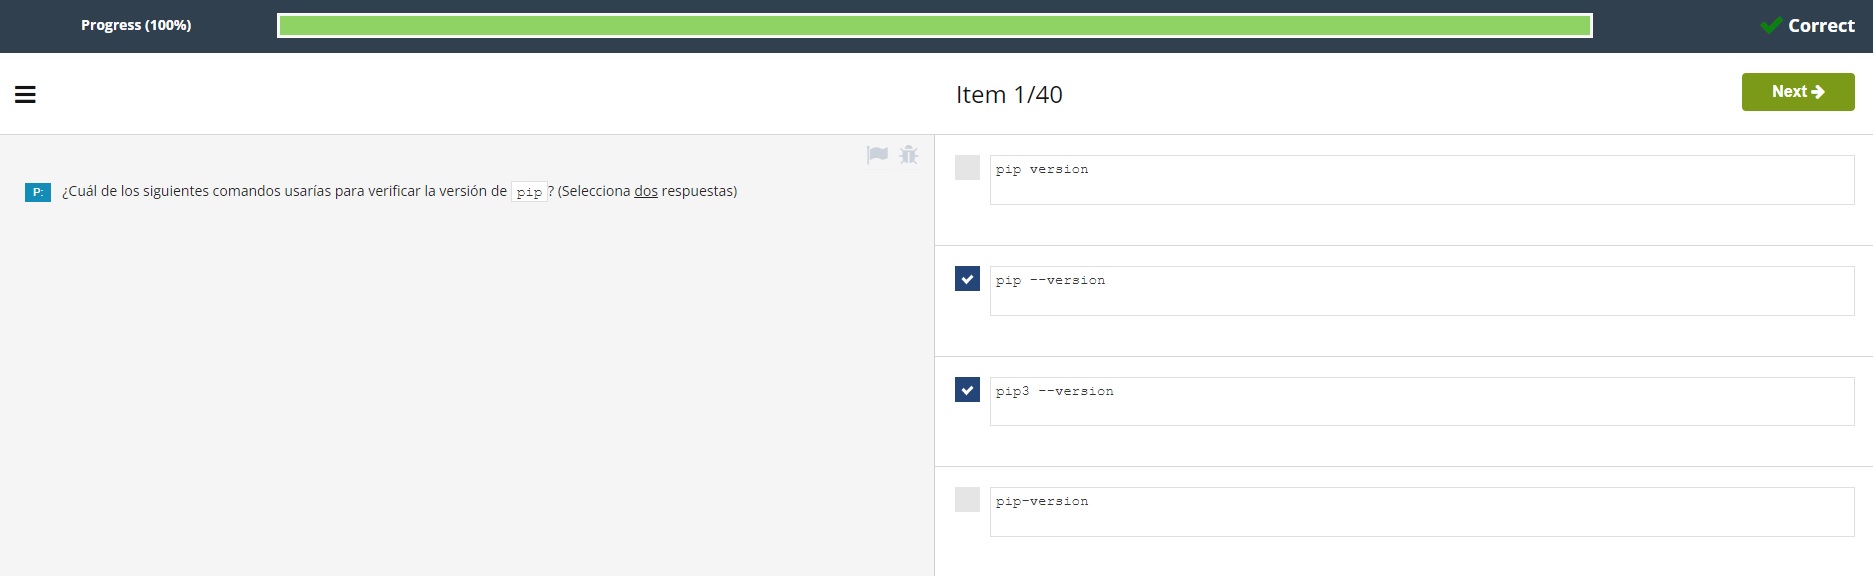 Progress (100%)
Correct
Item 1/40
Next
P: ¿Cuál de los siguientes comandos usarías para verificar la versión de pip? (Selecciona dos respuestas)
pip version
pip --version
pip3 --version
pip-version